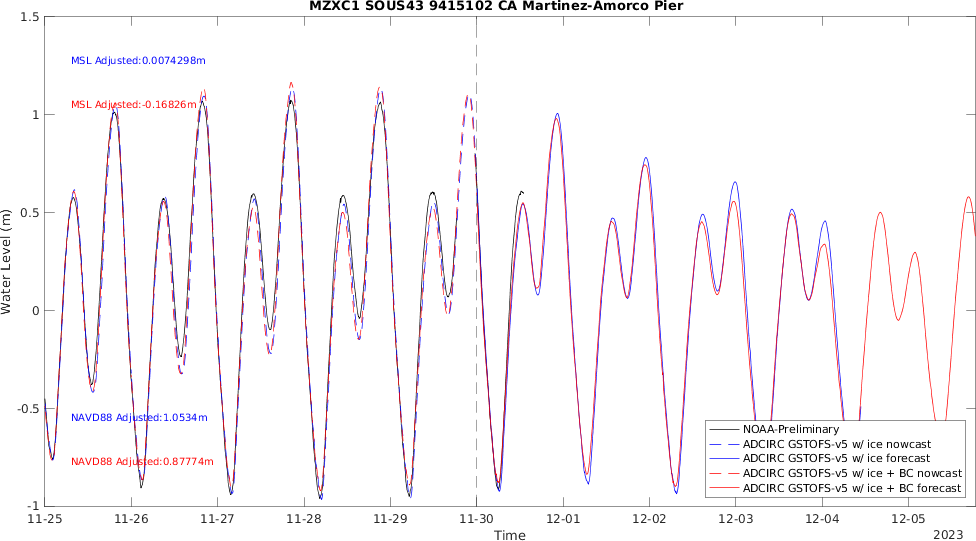 MZXC1 SOUS43 9415102 CA Martinez-Amorco Pier
1.5
1
0.5
0
-0.5
-1
Water Level (m)
MSL Adjusted:0.0074298m
MSL Adjusted:-0.16826m
NAVD88 Adjusted:1.0534m
NAVD88 Adjusted:0.87774m
NOAA-Preliminary
ADCIRC GSTOFS-v5 w/ ice nowcast
ADCIRC GSTOFS-v5 w/ ice forecast
ADCIRC GSTOFS-v5 w/ ice + BC nowcast
ADCIRC GSTOFS-v5 w/ ice + BC forecast
11-25 11-26 11-27 11-28 11-29 11-30 12-01 12-02 12-03 12-04 12-05
Time
2023